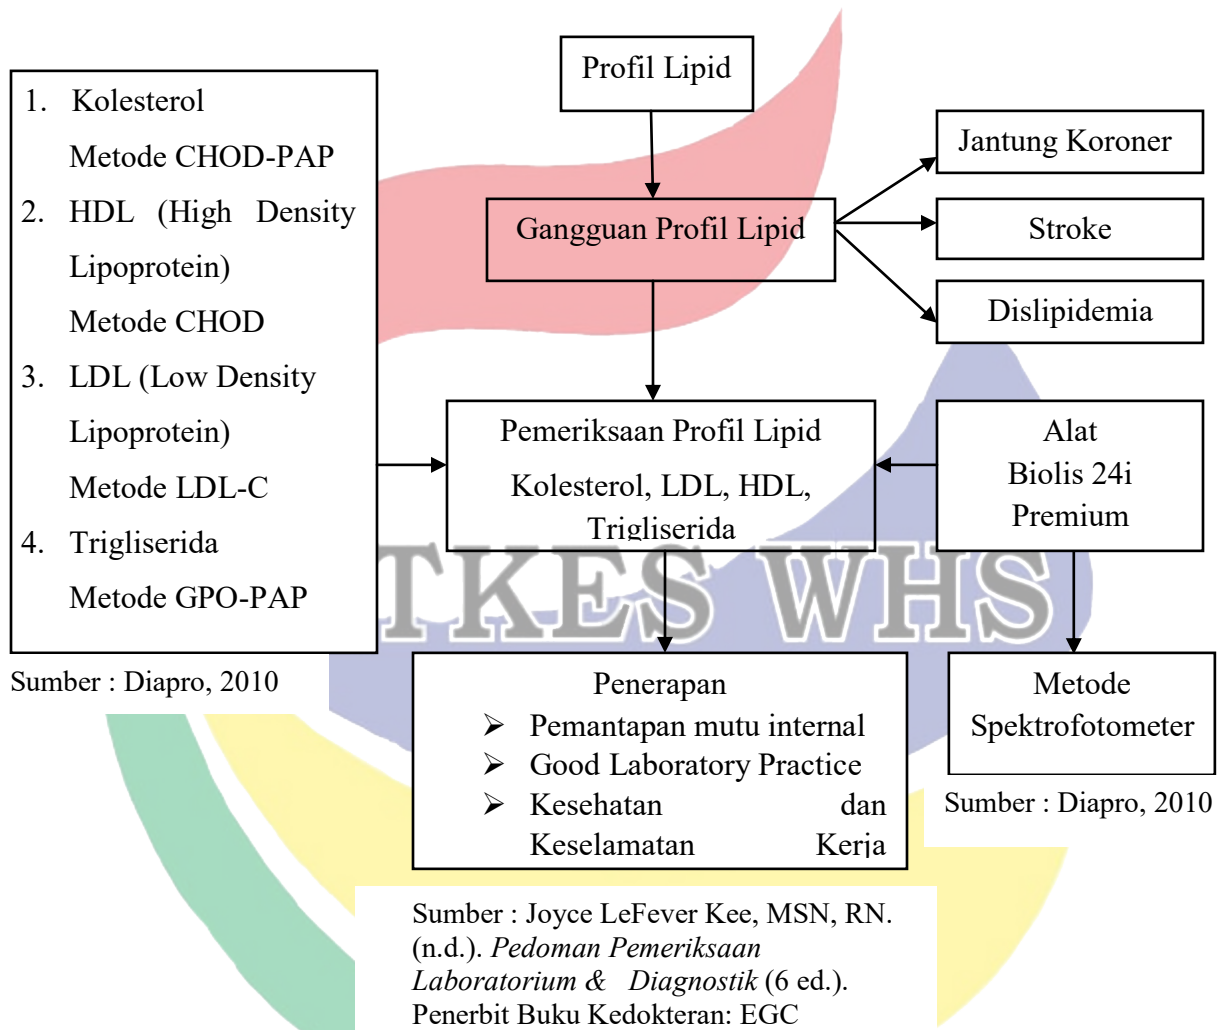 Profil Lipid
1. Kolesterol
Metode CHOD-PAP
2. HDL (High Density
Lipoprotein)
Metode CHOD
3. LDL (Low Density
Lipoprotein)
Metode LDL-C
4. Trigliserida
Metode GPO-PAP
Sumber : Diapro, 2010
Gangguan Profil Lipid
Jantung Koroner
Stroke
Dislipidemia
Pemeriksaan Profil Lipid
Kolesterol, LDL, HDL,
Trigliserida
Alat
Biolis 24i
Premium
TKES WHS
Penerapan
➢ Pemantapan mutu internal
➢ Good Laboratory Practice
➢ Kesehatan dan
Keselamatan Kerja
Metode
Spektrofotometer
Sumber : Diapro, 2010
Sumber : Joyce LeFever Kee, MSN, RN.
(n.d.). Pedoman Pemeriksaan
Laboratorium & Diagnostik (6 ed.).
Penerbit Buku Kedokteran: EGC